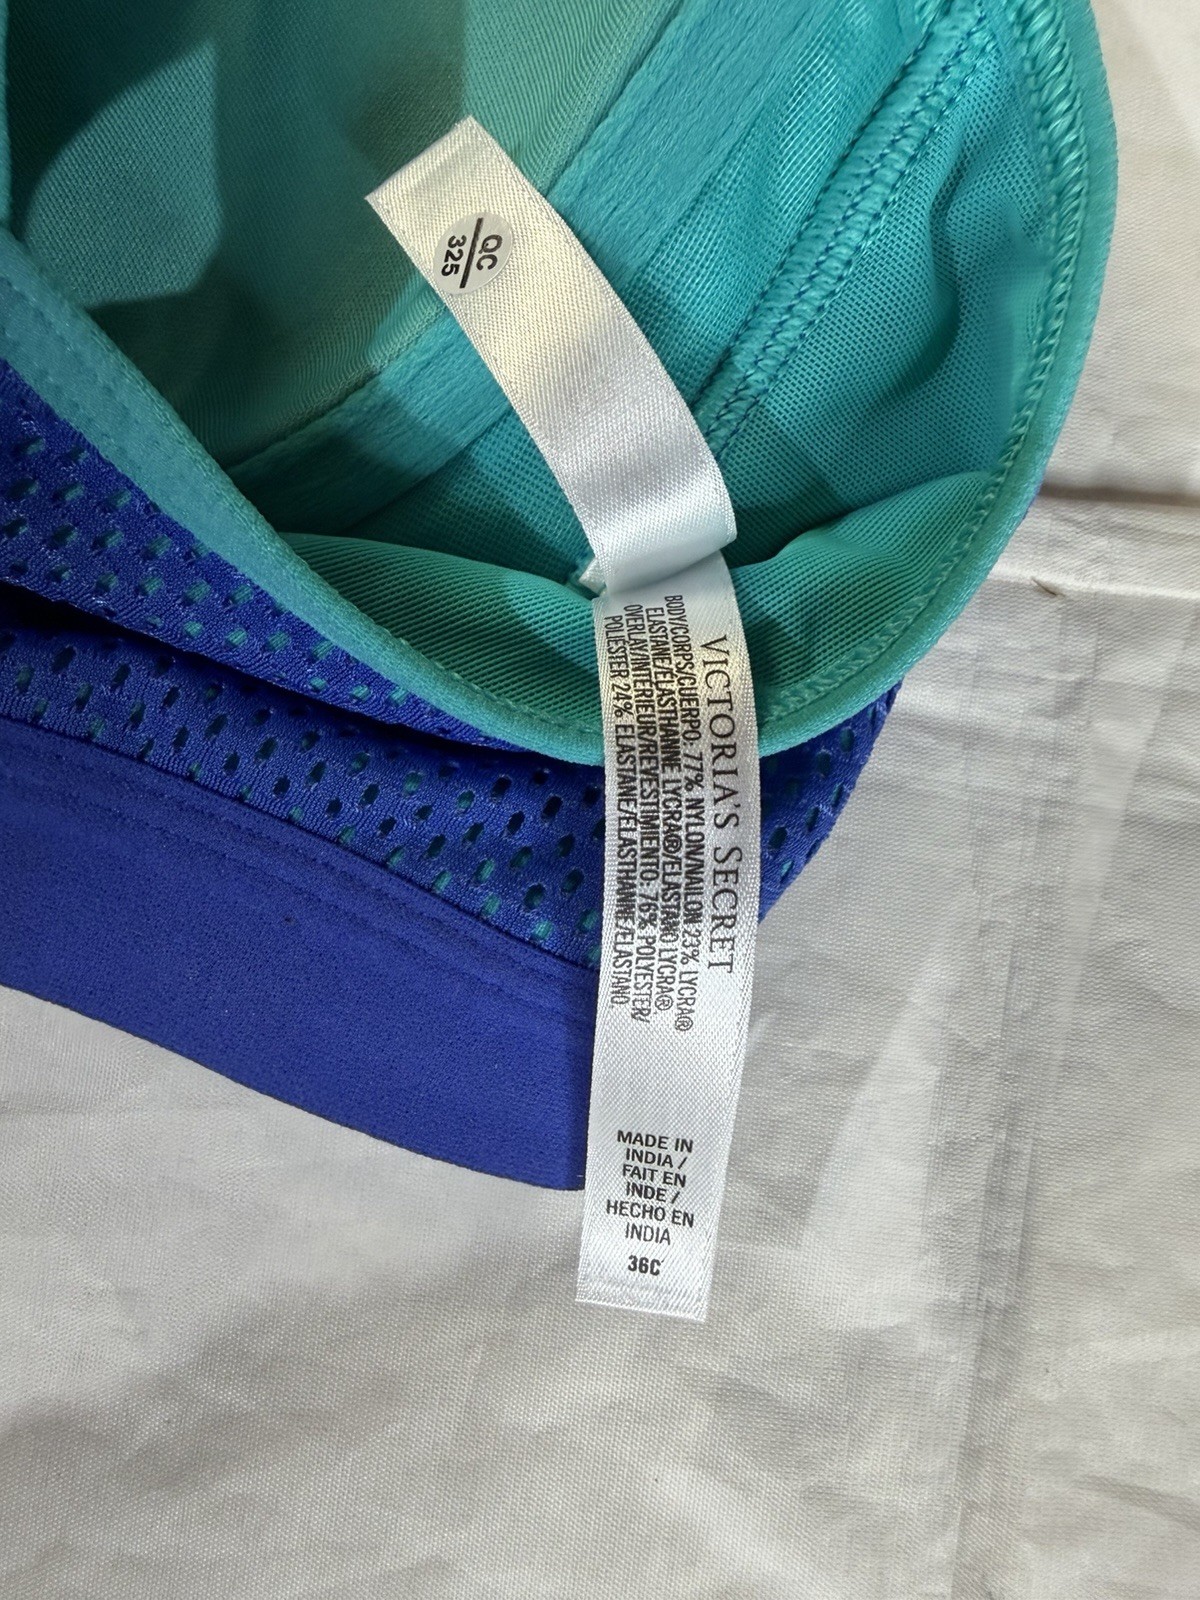 QC
325
VICTORIA'S SECRET
BODY/CORPS/CUERPO: 77% NYLON/NAILON 23% LYCRA®
ELASTANE/ELASTHANNE LYCRA®/ELASTANO LYCRA®.
OVERLAY/INTERIEUR/REVESTIMIENTO: 76% POLYESTER/
POLIESTER 24% ELASTANE/ELASTHANNE/ELASTANO.
MADE IN
INDIA /
FAIT EN
INDE /
HECHO EN
INDIA
36C